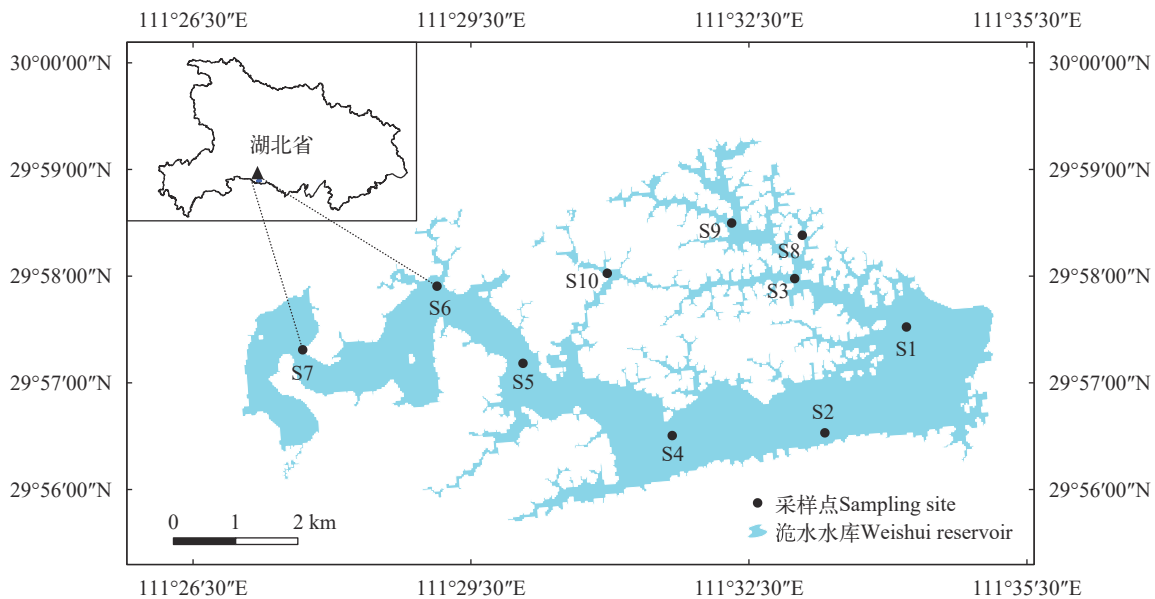 111°26′30″E 111°29′30″E 111°32′30″E 111°35′30″E
30°00′00″N 30°00′00″N
湖北省
29°59′00″N 29°59′00″N
S9
S8
29°58′00″N S10 S3 29°58′00″N
S6
S1
S7 S5
29°57′00″N 29°57′00″N
S2
S4
29°56′00″N 29°56′00″N
采样点Sampling site
0 1 2 km
洈水水库Weishui reservoir
111°26′30″E 111°29′30″E 111°32′30″E 111°35′30″E